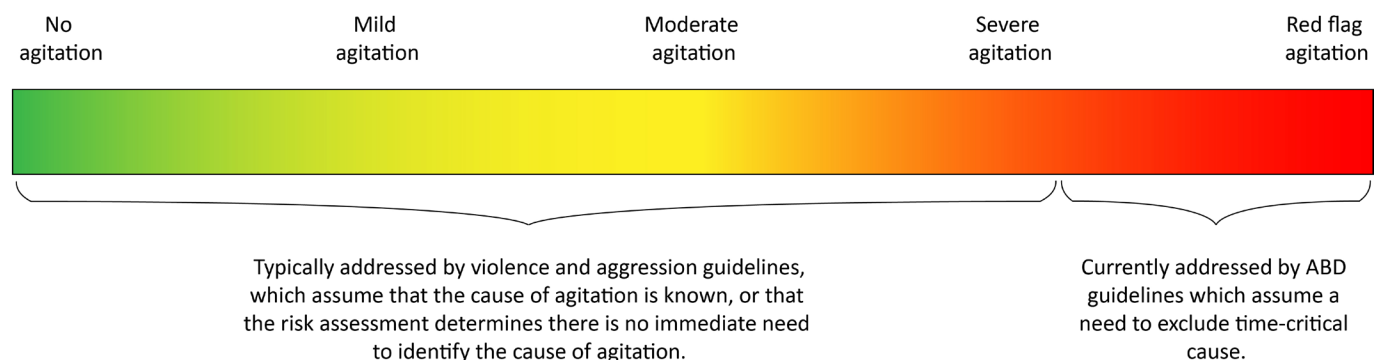 No
agitation
Mild
agitation
Moderate
agitation
Severe
agitation
Red flag
agitation
Typically addressed by violence and aggression guidelines,
which assume that the cause of agitation is known, or that
the risk assessment determines there is no immediate need
to identify the cause of agitation.
Currently addressed by ABD
guidelines which assume a
need to exclude time-critical
cause.